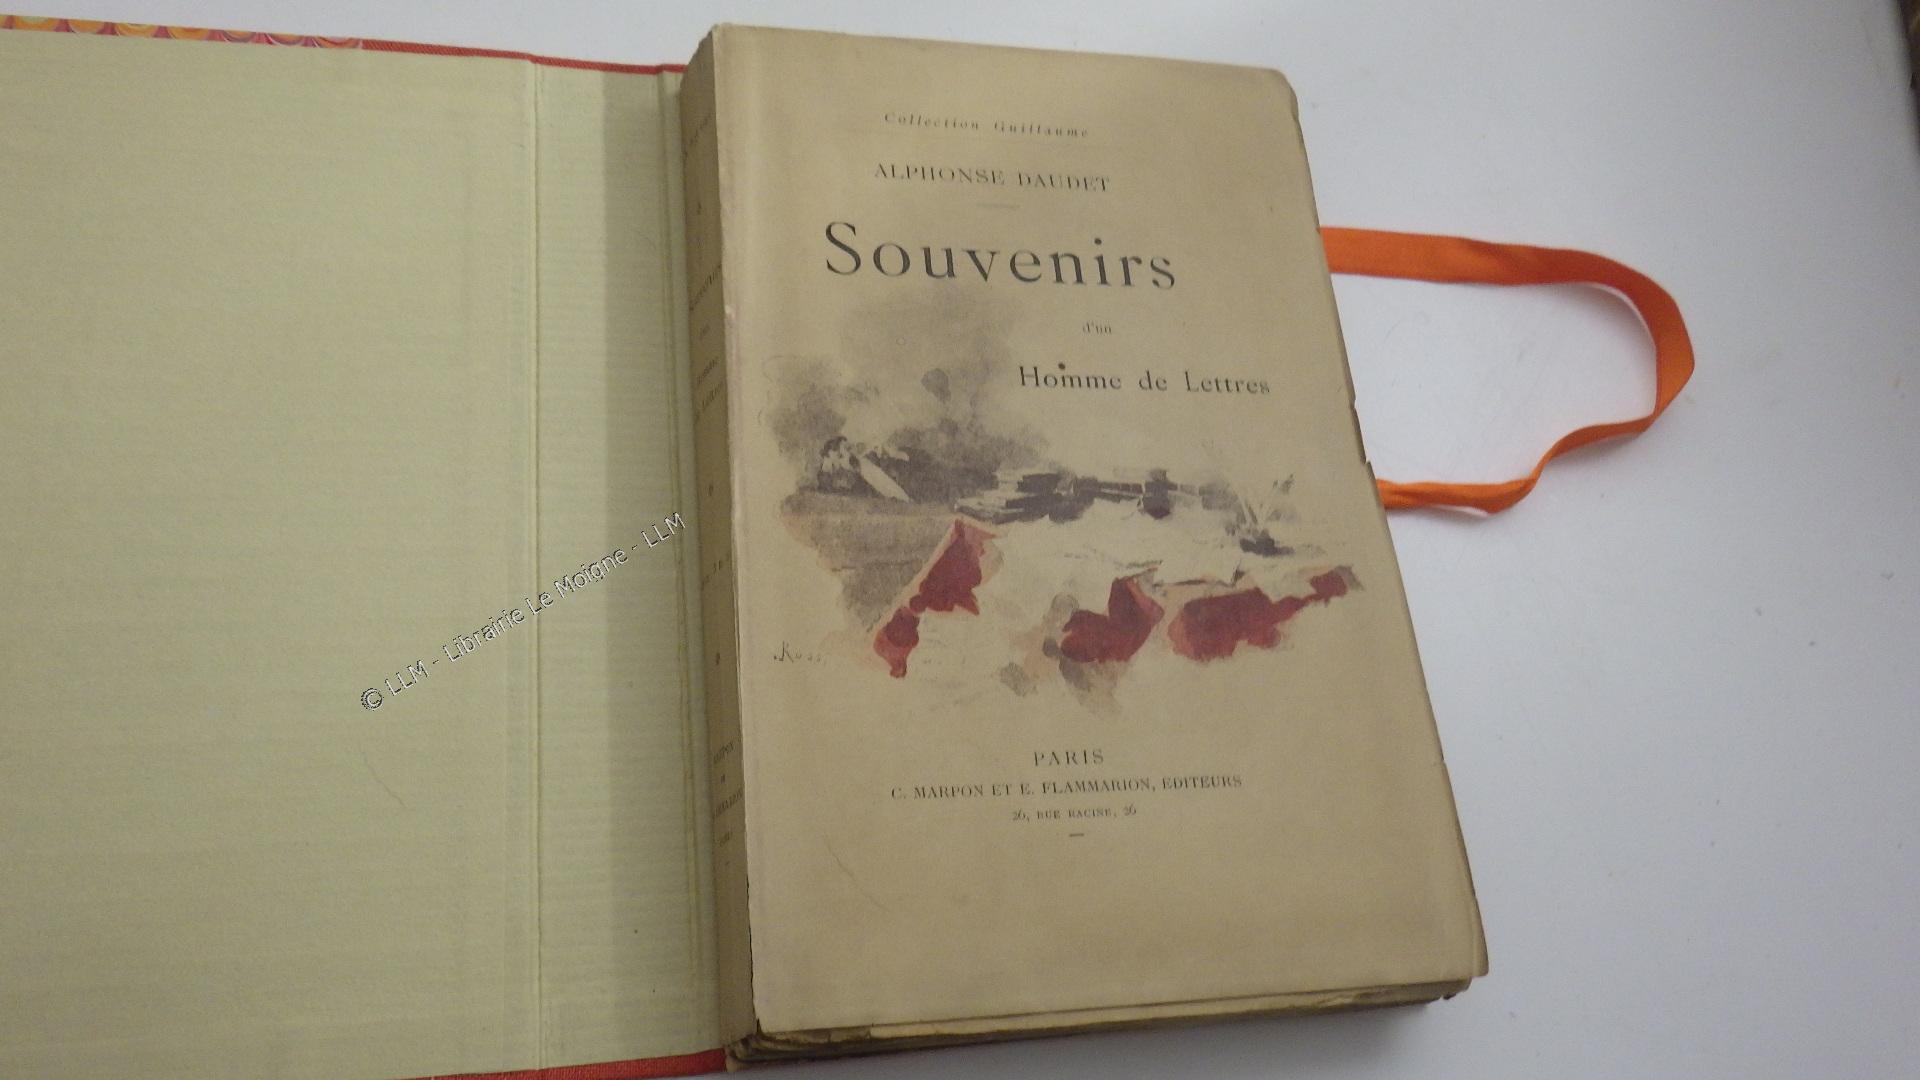 Collection Guillaume
ALPHONSE DAUDET
Souvenirs
d'un
Homme de Lettres
PARIS
C. MARPON ET E. FLAMMARION, EDITEURS
26, RUE RACINE, 26
© LLM - Librairie Le Moigne - LLM